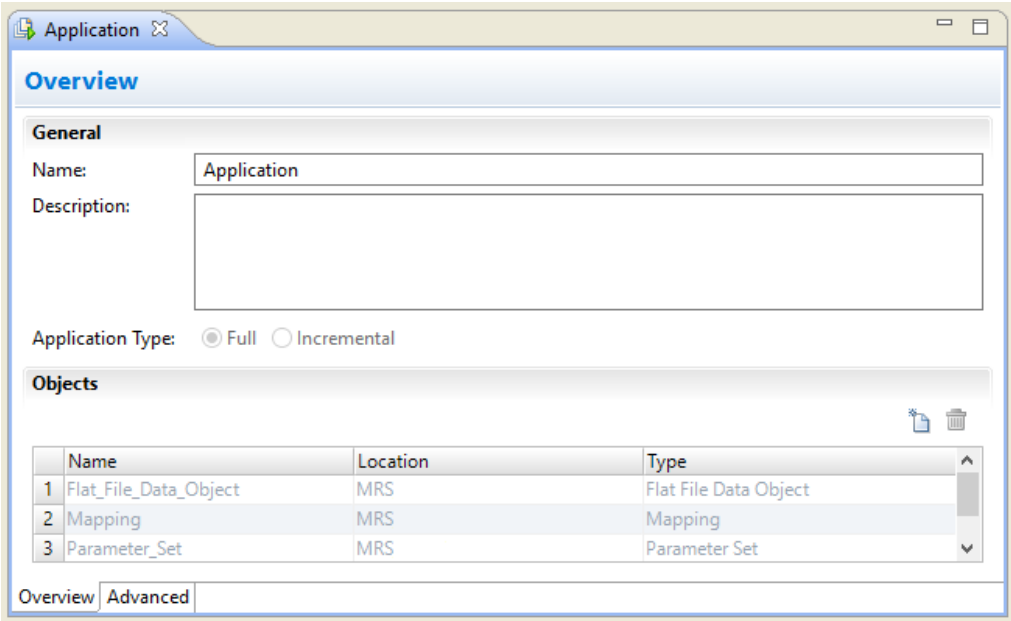 Application
Overview
General
Name: Application
Description:
Application Type: Full Incremental
Objects
Name Location Type
1 Flat_File_Data_Object MRS Flat File Data Object
2 Mapping MRS Mapping
3 Parameter_Set MRS Parameter Set
Overview Advanced